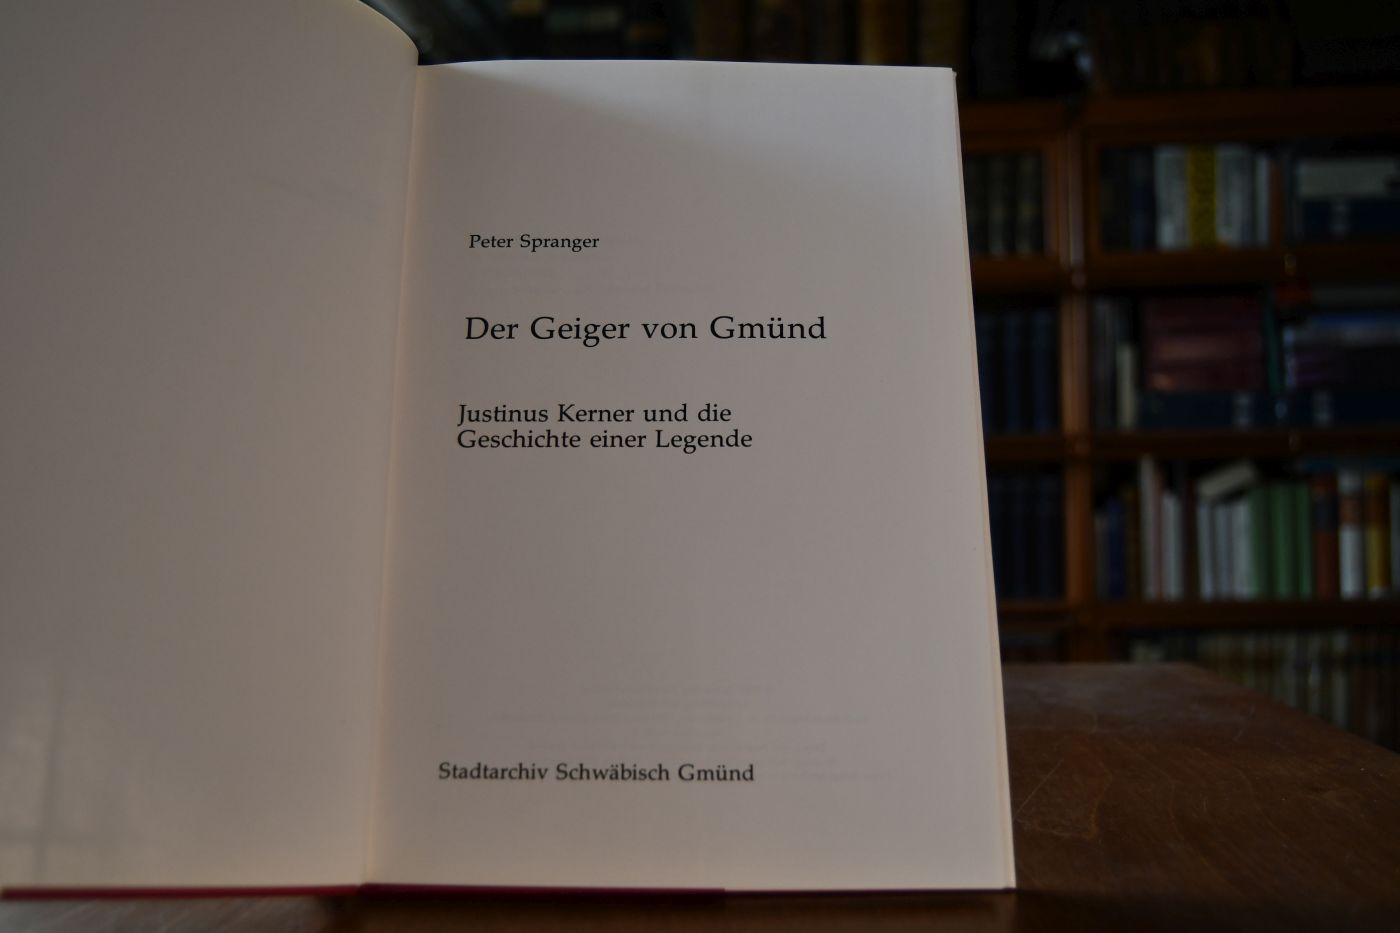 Peter Spranger
Der Geiger von Gmünd
Justinus Kerner und die
Geschichte einer Legende
Stadtarchiv Schwäbisch Gmünd